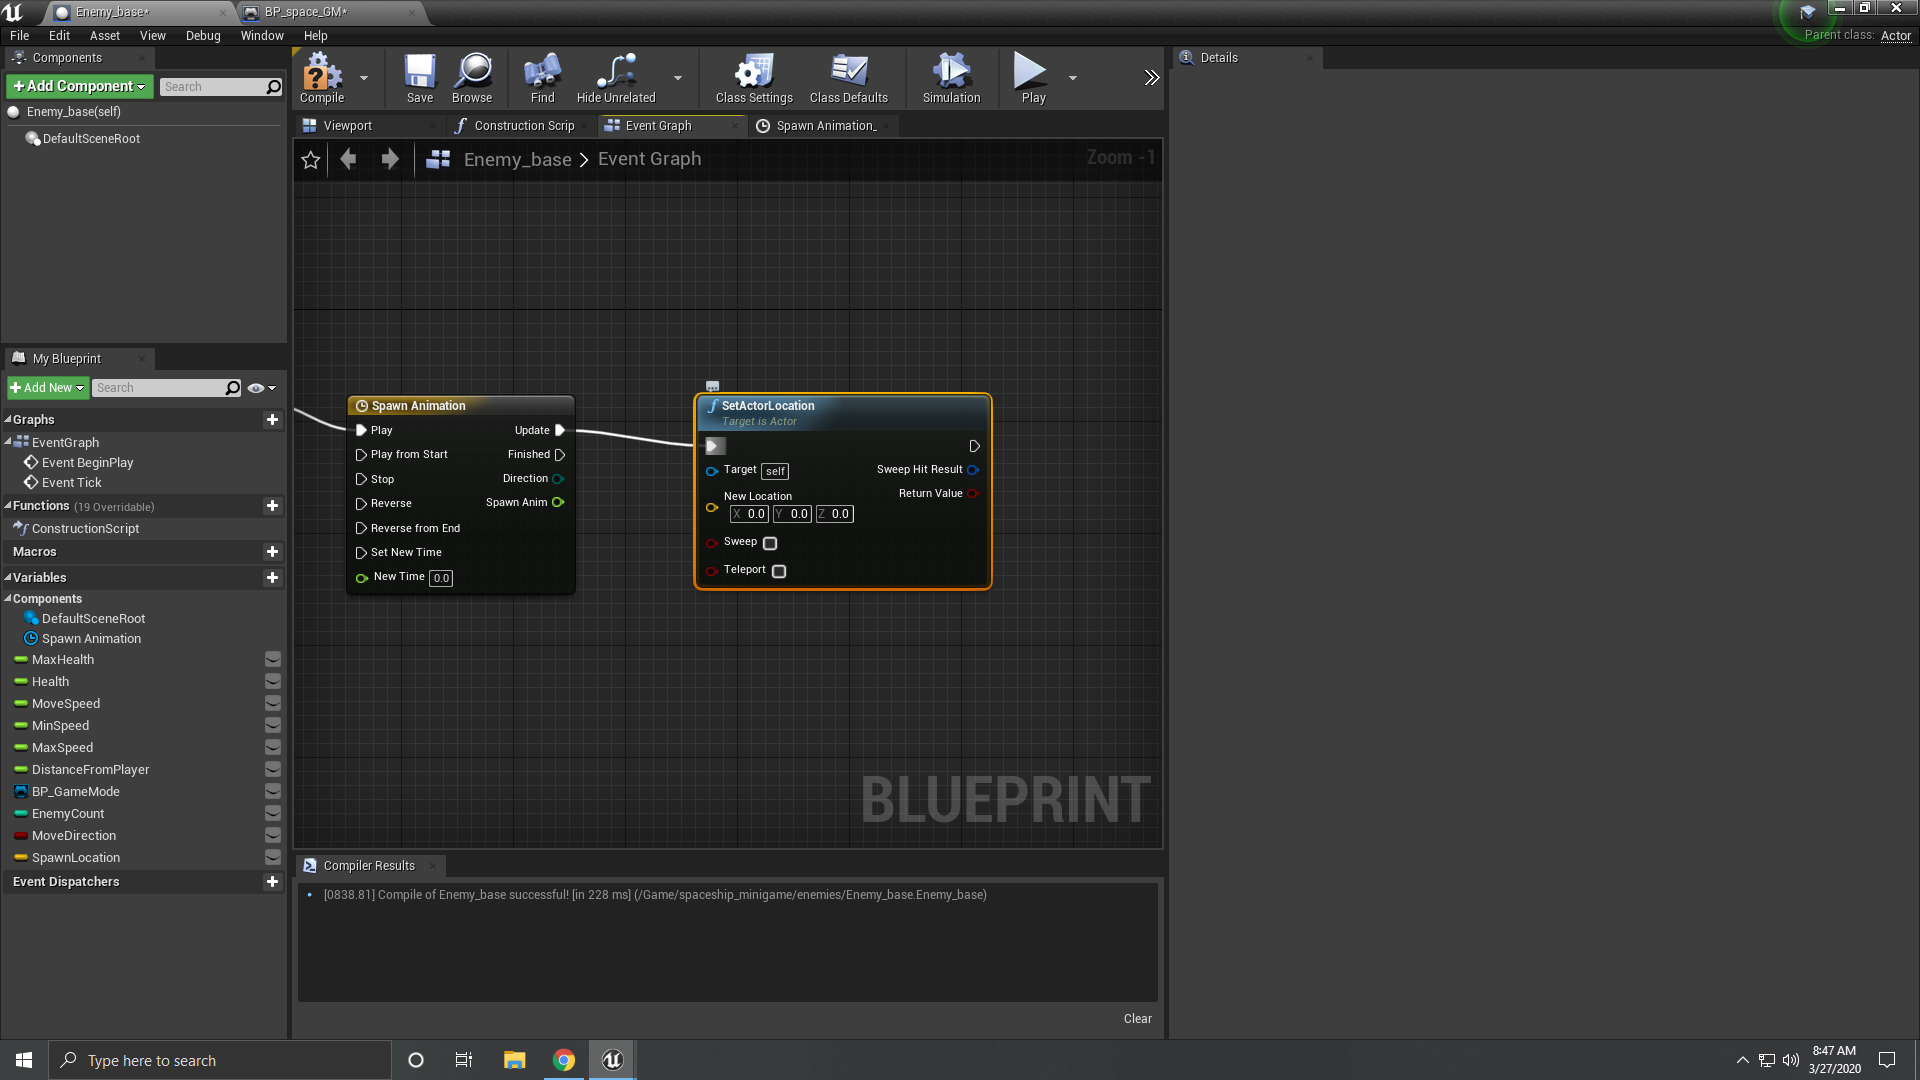 Enemy_base*
BP_space_GM*
File Edit Asset View Debug Window Help
Parent class: Actor
Components
+Add Component
Search
Enemy_base(self)
DefaultSceneRoot
Compile
Save
Browse
Find
Hide Unrelated
Class Settings
Class Defaults
Simulation
Play
Details
Viewport
Construction Scrip
Event Graph
Spawn Animation_
Enemy_base > Event Graph
Zoom -1
My Blueprint
+Add New
Search
Graphs
EventGraph
Event BeginPlay
Event Tick
Functions (19 Overridable)
ConstructionScript
Macros
Variables
Components
DefaultSceneRoot
Spawn Animation
MaxHealth
Health
MoveSpeed
MinSpeed
MaxSpeed
DistanceFromPlayer
BP_GameMode
EnemyCount
MoveDirection
SpawnLocation
Event Dispatchers
Spawn Animation
Play Update
Play from Start Finished
Stop Direction
Reverse Spawn Anim
Reverse from End
Set New Time
New Time 0.0
SetActorLocation
Target is Actor
Target self
Sweep Hit Result
New Location
Return Value
X 0.0 Y 0.0 Z 0.0
Sweep
Teleport
BLUEPRINT
Compiler Results
[0838.81] Compile of Enemy_base successful! [in 228 ms] (/Game/spaceship_minigame/enemies/Enemy_base.Enemy_base)
Clear
Type here to search
8:47 AM
3/27/2020